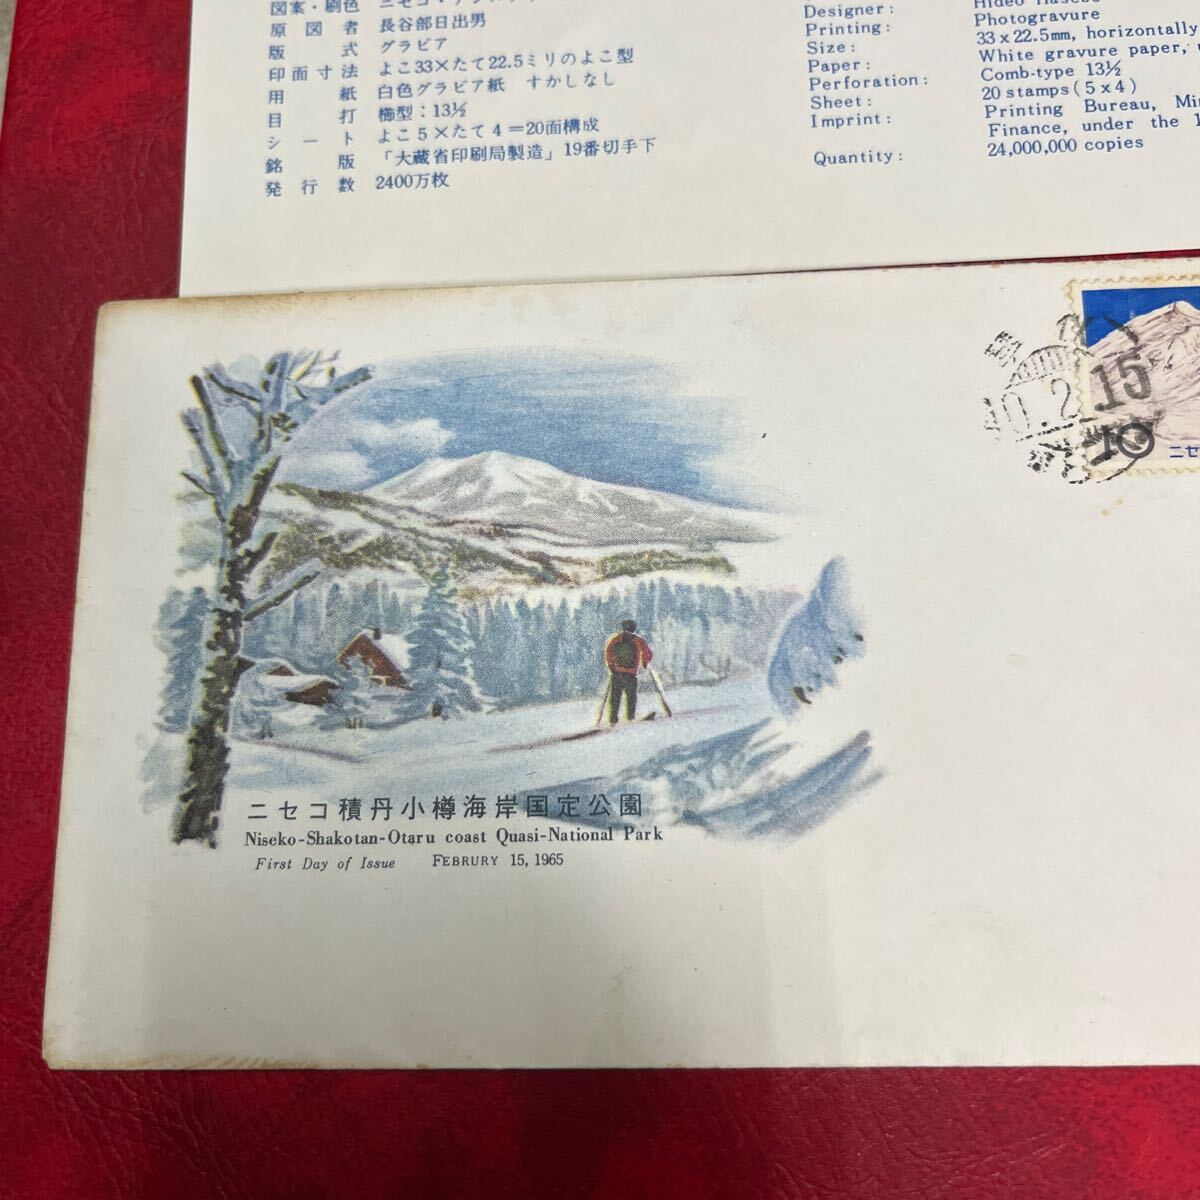 図案・刷色
原図者 長谷部日出男
版式 グラビア
印面寸法 よこ33×たて22.5ミリのよこ型
用紙 白色グラビア紙 すかしなし
目打 櫛型：13½
シート よこ5×たて4＝20面構成
銘版 「大蔵省印刷局製造」19番切手下
発行数 2400万枚
Designer:
Printing: Photogravure
Size: 33x22.5mm, horizontally
Paper: White gravure paper,
Perforation: Comb-type 13½
Sheet: 20 stamps (5x4)
Imprint: Printing Bureau,
Finance, under the
Quantity: 24,000,000 copies
10.2.15
10
ニセ
ニセコ積丹小樽海岸国定公園
Niseko-Shakotan-Otaru coast Quasi-National Park
First Day of Issue FEBRURY 15, 1965